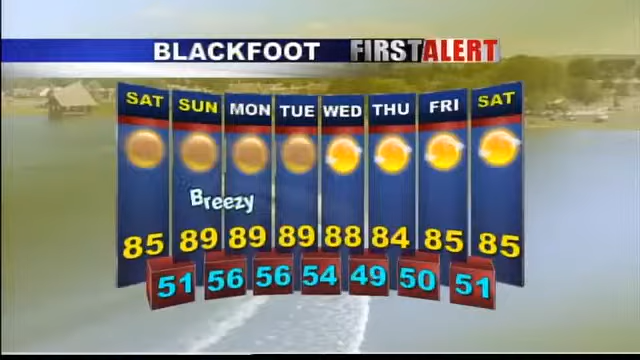 BLACKFOOT FIRSTALERT
SAT SUN MON TUE WED THU FRI SAT
Breezy
85 89 89 89 88 84 85 85
51 56 56 54 49 50 51